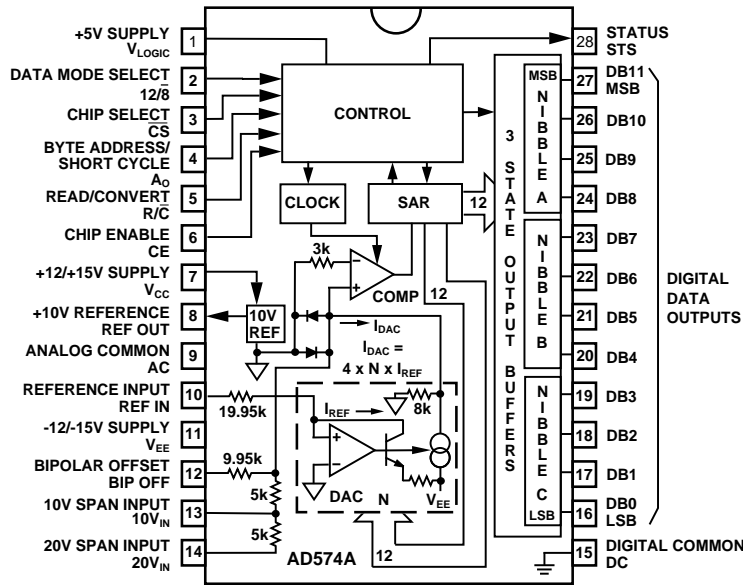 +5V SUPPLY
VLOGIC
1
DATA MODE SELECT
12/8̅
2
CHIP SELECT
C̅S̅
3
BYTE ADDRESS/
SHORT CYCLE
AO
4
READ/CONVERT
R/C̅
5
CHIP ENABLE
CE
6
+12/+15V SUPPLY
VCC
7
+10V REFERENCE
REF OUT
8
ANALOG COMMON
AC
9
REFERENCE INPUT
REF IN
10
-12/-15V SUPPLY
VEE
11
BIPOLAR OFFSET
BIP OFF
12
10V SPAN INPUT
10VIN
13
20V SPAN INPUT
20VIN
14
CONTROL
CLOCK
SAR
12
3k
COMP
12
10V
REF
IDAC
IDAC =
4 x N x IREF
19.95k
IREF
8k
9.95k
DAC
N
VEE
5k
5k
12
AD574A
3 STATE OUTPUT BUFFERS
MSB
NIBBLE A
NIBBLE B
NIBBLE C
LSB
28
STATUS
STS
27
DB11
MSB
26
DB10
25
DB9
24
DB8
23
DB7
22
DB6
21
DB5
20
DB4
19
DB3
18
DB2
17
DB1
16
DB0
LSB
15
DIGITAL COMMON
DC
DIGITAL
DATA
OUTPUTS